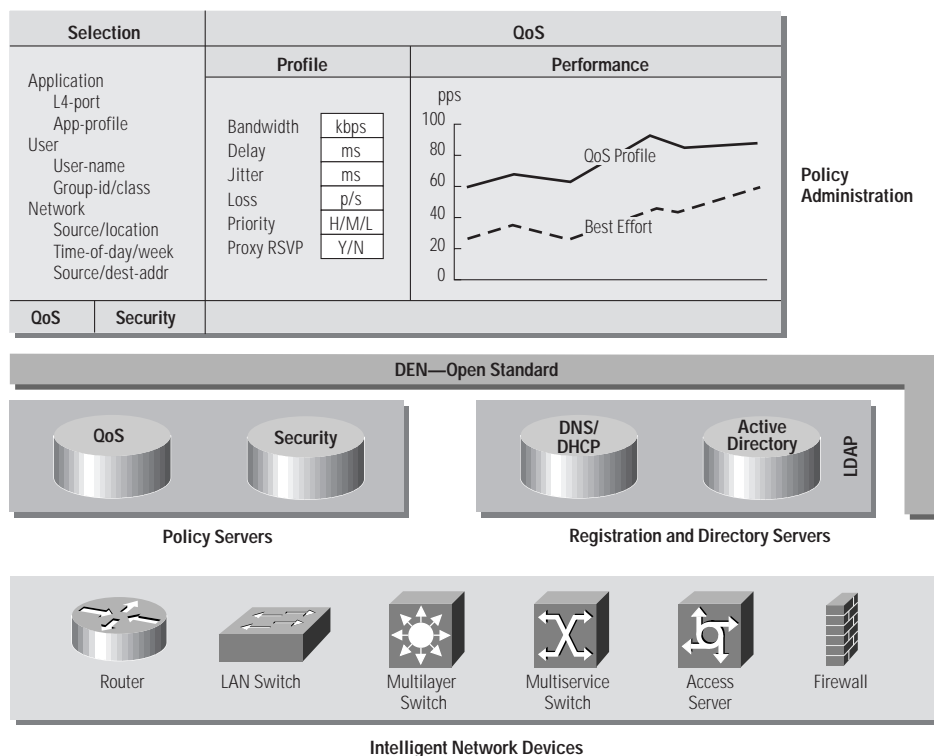 Selection
QoS
Profile
Performance
Application
L4-port
App-profile
User
User-name
Group-id/class
Network
Source/location
Time-of-day/week
Source/dest-addr
Bandwidth kbps
Delay ms
Jitter ms
Loss p/s
Priority H/M/L
Proxy RSVP Y/N
pps
100
80
60
40
20
0
QoS Profile
Best Effort
QoS
Security
Policy
Administration
DEN—Open Standard
QoS
Security
DNS/
DHCP
Active
Directory
LDAP
Policy Servers
Registration and Directory Servers
Router
LAN Switch
Multilayer
Switch
Multiservice
Switch
Access
Server
Firewall
Intelligent Network Devices